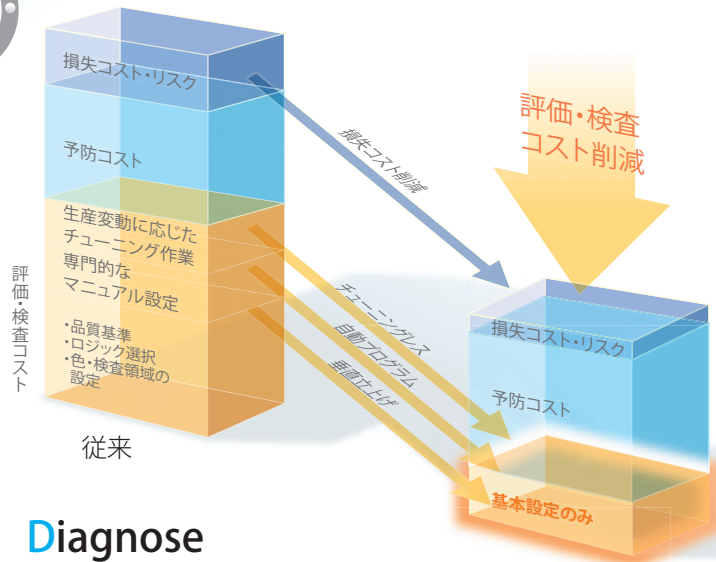 損失コスト・リスク
予防コスト
生産変動に応じた
チューニング作業
専門的な
マニュアル設定
・品質基準
・ロジック選択
・色・検査領域の
設定
評価・検査コスト
従来
損失コスト削減
チューニングレス
自動プログラム
垂直立上げ
評価・検査
コスト削減
損失コスト・リスク
予防コスト
基本設定のみ
Diagnose